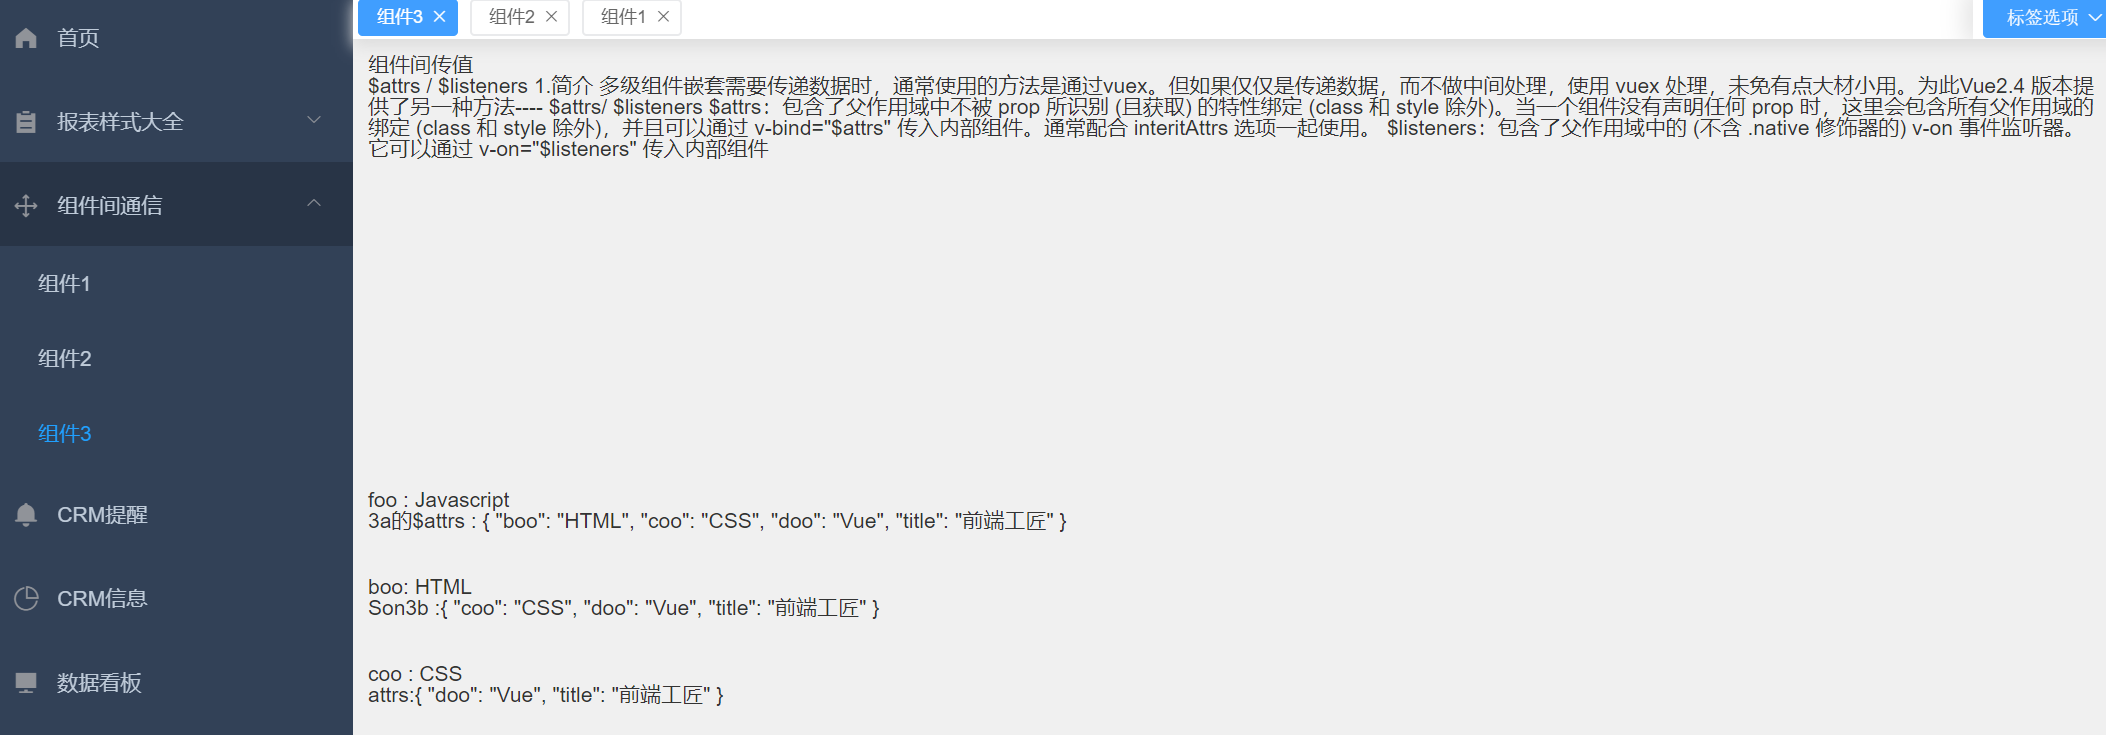 首页
报表样式大全
组件间通信
组件1
组件2
组件3
CRM提醒
CRM信息
数据看板
组件3
组件2
组件1
标签选项
组件间传值
$attrs / $listeners 1.简介 多级组件嵌套需要传递数据时，通常使用的方法是通过vuex。但如果仅仅是传递数据，而不做中间处理，使用 vuex 处理，未免有点大材小用。为此Vue2.4 版本提
供了另一种方法---- $attrs/ $listeners $attrs：包含了父作用域中不被 prop 所识别 (且获取) 的特性绑定 (class 和 style 除外)。当一个组件没有声明任何 prop 时，这里会包含所有父作用域的
绑定 (class 和 style 除外)，并且可以通过 v-bind="$attrs" 传入内部组件。通常配合 interitAttrs 选项一起使用。 $listeners：包含了父作用域中的 (不含 .native 修饰器的) v-on 事件监听器。
它可以通过 v-on="$listeners" 传入内部组件
foo : Javascript
3a的$attrs : { "boo": "HTML", "coo": "CSS", "doo": "Vue", "title": "前端工匠" }
boo: HTML
Son3b :{ "coo": "CSS", "doo": "Vue", "title": "前端工匠" }
coo : CSS
attrs:{ "doo": "Vue", "title": "前端工匠" }